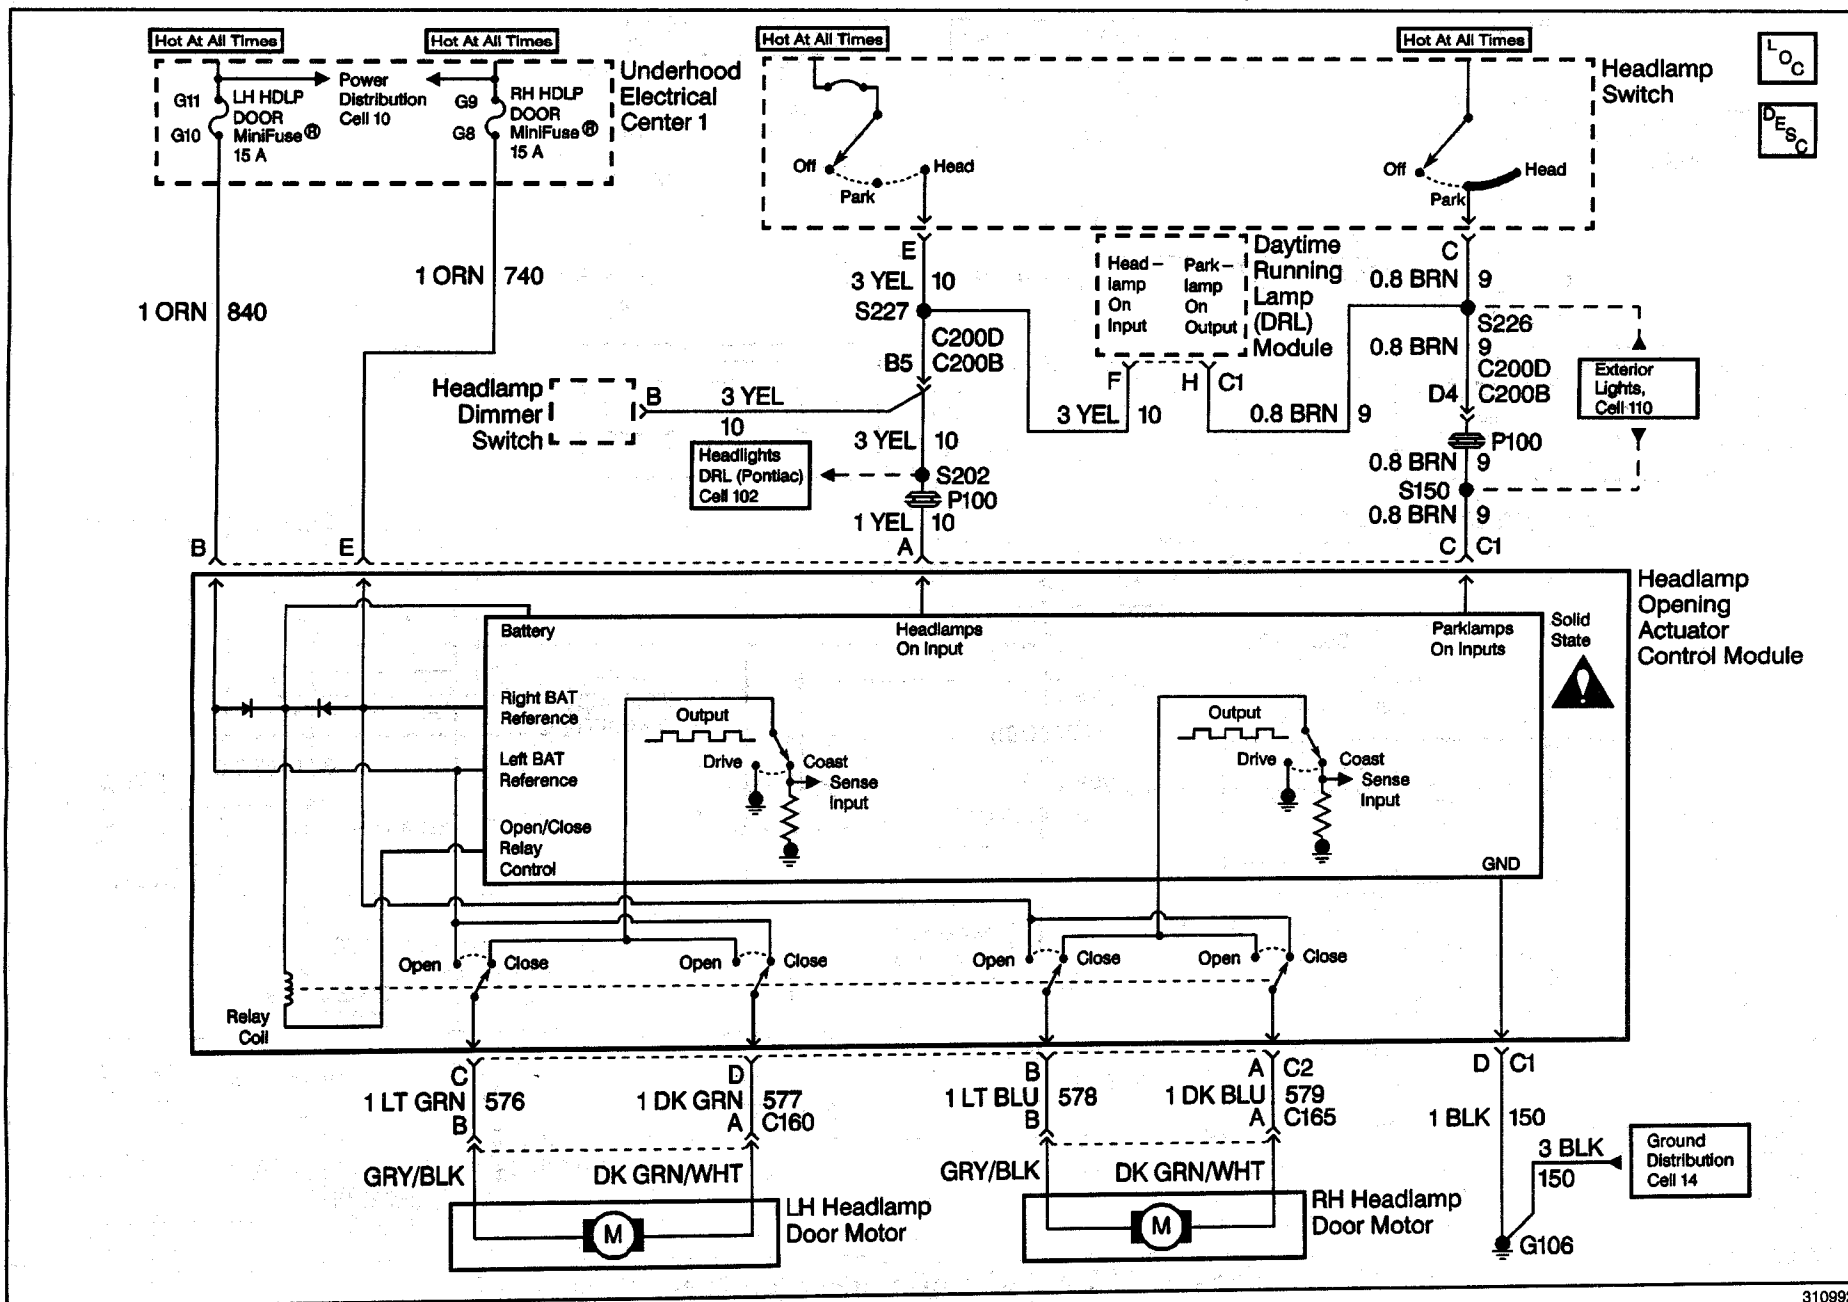 Hot At All Times
Hot At All Times
Hot At All Times
Hot At All Times
L O C
D E S C
Underhood
Electrical
Center 1
G11
G10
LH HDLP
DOOR
MiniFuse®
15 A
Power
Distribution
Cell 10
G9
G8
RH HDLP
DOOR
MiniFuse®
15 A
Off
Park
Head
Off
Park
Head
Headlamp
Switch
1 ORN 840
1 ORN 740
E
3 YEL 10
S227
C200D
B5 C200B
Head-
lamp
On
Input
Park-
lamp
On
Output
Daytime
Running
Lamp
(DRL)
Module
F
H C1
3 YEL 10
0.8 BRN 9
C
0.8 BRN 9
S226
0.8 BRN 9
C200D
D4 C200B
P100
0.8 BRN 9
S150
0.8 BRN 9
Exterior
Lights,
Cell 110
Headlamp
Dimmer
Switch
B
3 YEL
10
Headlights
DRL (Pontiac)
Cell 102
3 YEL 10
S202
P100
1 YEL 10
B
E
A
C C1
Headlamp
Opening
Actuator
Control Module
Solid
State
Battery
Headlamps
On Input
Parklamps
On Inputs
Right BAT
Reference
Left BAT
Reference
Open/Close
Relay
Control
Output
Drive
Coast
Sense
Input
Output
Drive
Coast
Sense
Input
GND
Open
Close
Open
Close
Open
Close
Open
Close
Relay
Coil
C
1 LT GRN 576
B
D
1 DK GRN 577
A C160
B
1 LT BLU 578
B
A C2
1 DK BLU 579
A C165
D C1
1 BLK 150
3 BLK
150
Ground
Distribution
Cell 14
GRY/BLK
DK GRN/WHT
GRY/BLK
DK GRN/WHT
M
LH Headlamp
Door Motor
M
RH Headlamp
Door Motor
G106